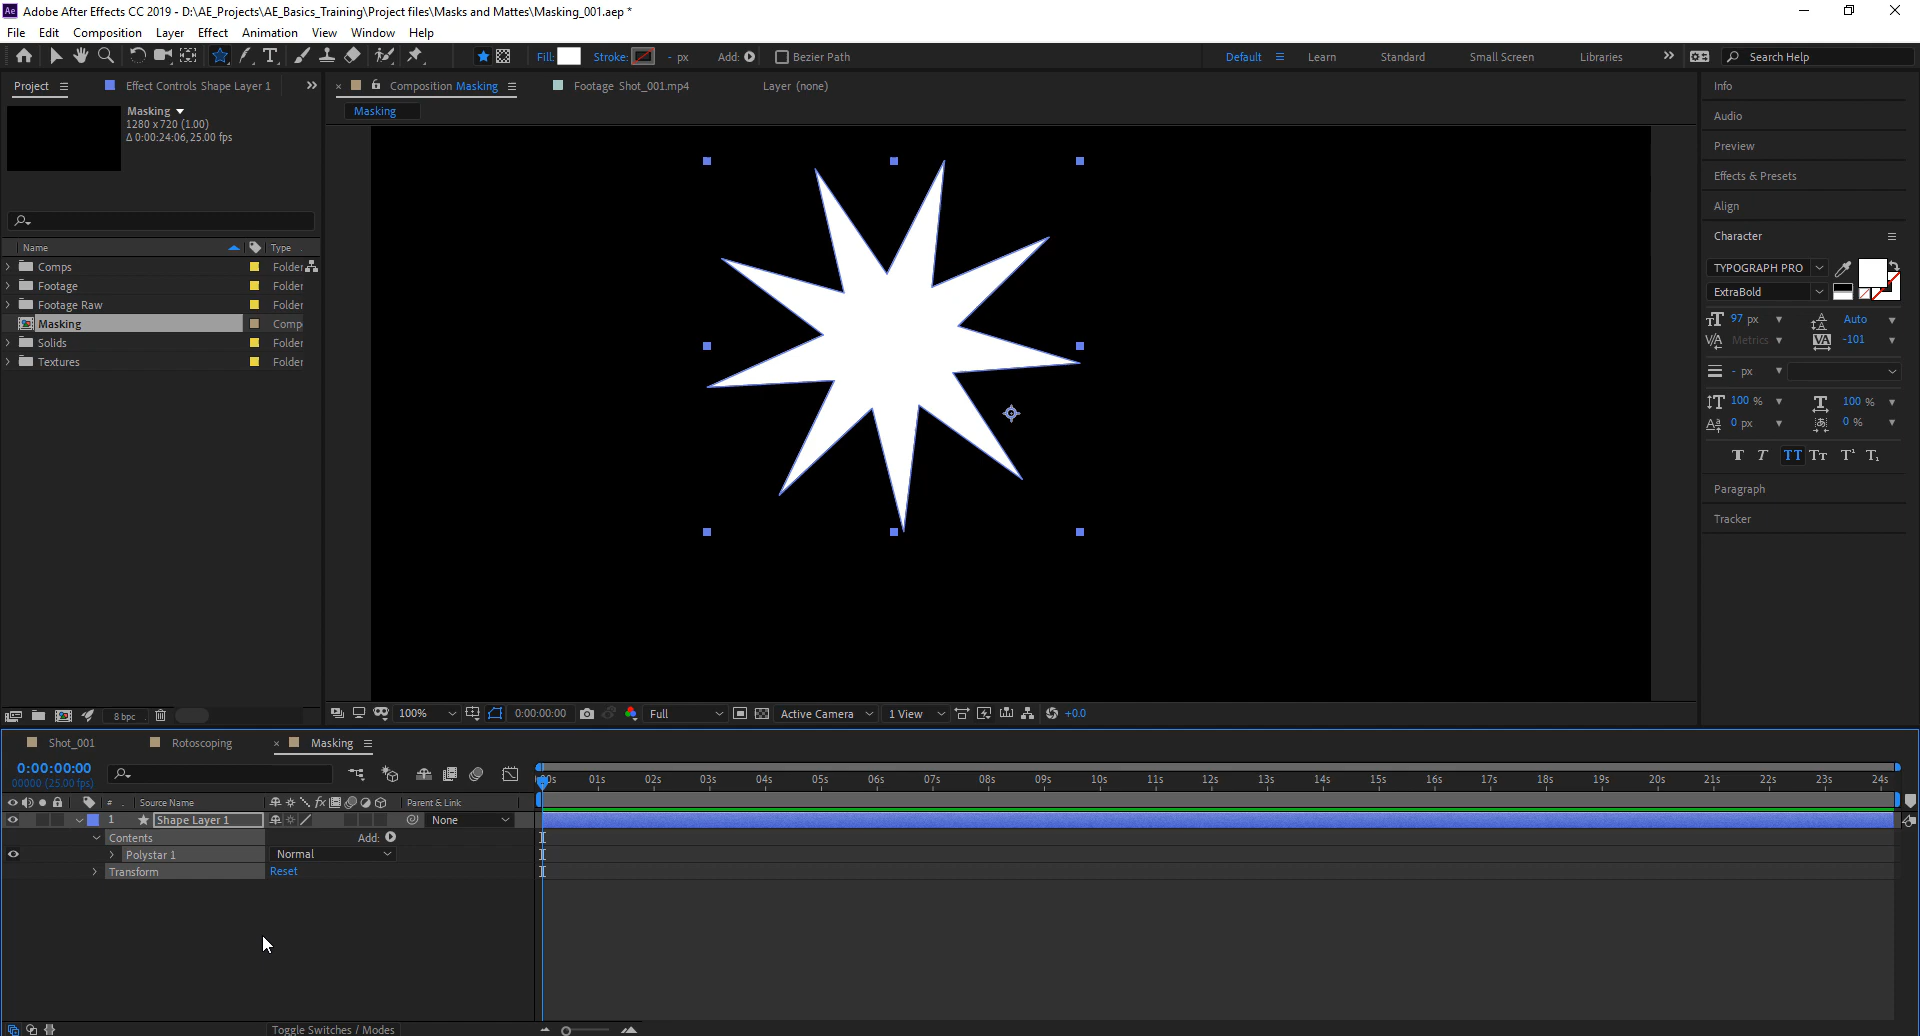 Ae Adobe After Effects CC 2019 - D:\AE_Projects\AE_Basics_Training\Project files\Masks and Mattes\Masking_001.aep *
File Edit Composition Layer Effect Animation View Window Help
Fill: Stroke: - px Add: Bezier Path Default Learn Standard Small Screen Libraries Search Help
Project Effect Controls Shape Layer 1 Composition Masking Footage Shot_001.mp4 Layer (none)
Masking
Masking
1280 x 720 (1.00)
Δ 0:00:24:06, 25.00 fps
Name Type
Comps Folder
Footage Folder
Footage Raw Folder
Masking Comp
Solids Folder
Textures Folder
8 bpc
100% 0:00:00:00 Full Active Camera 1 View +0.0
Info
Audio
Preview
Effects & Presets
Align
Character
TYPOGRAPH PRO
ExtraBold
97 px Auto
Metrics -101
- px
100 % 100 %
0 px 0 %
Paragraph
Tracker
Shot_001 Rotoscoping Masking
0:00:00:00
00000 (25.00 fps)
:00s 01s 02s 03s 04s 05s 06s 07s 08s 09s 10s 11s 12s 13s 14s 15s 16s 17s 18s 19s 20s 21s 22s 23s 24s
# Source Name Parent & Link
1 Shape Layer 1 None
Contents Add:
Polystar 1 Normal
Transform Reset
Toggle Switches / Modes